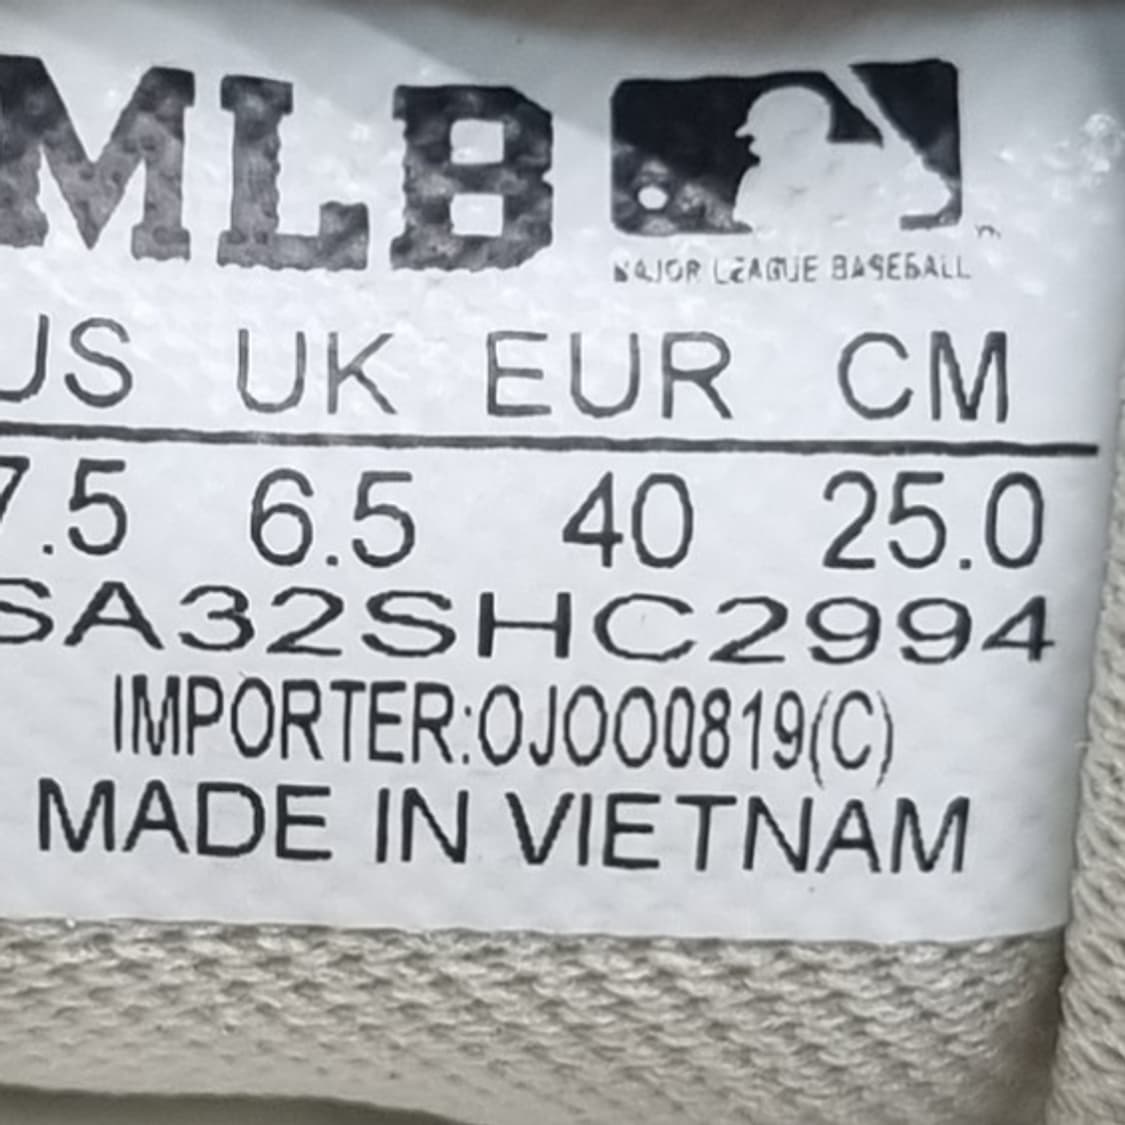 MLB
MAJOR LEAGUE BASEBALL
US UK EUR CM
7.5 6.5 40 25.0
SA32SHC2994
IMPORTER:OJOO0819(C)
MADE IN VIETNAM